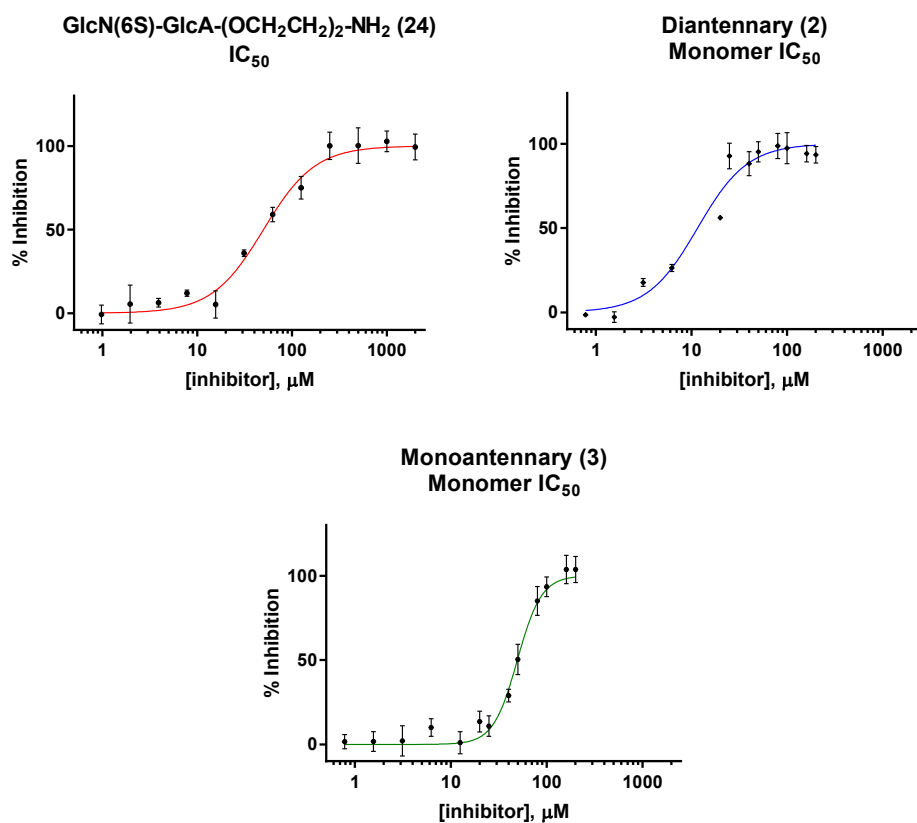 GlcN(6S)-GlcA-(OCH₂CH₂)₂-NH₂ (24)
IC₅₀
% Inhibition
100
50
0
1
10
100
1000
[inhibitor], μM
Diantennary (2)
Monomer IC₅₀
% Inhibition
100
50
0
1
10
100
1000
[inhibitor], μM
Monoantennary (3)
Monomer IC₅₀
% Inhibition
100
50
0
1
10
100
1000
[inhibitor], μM